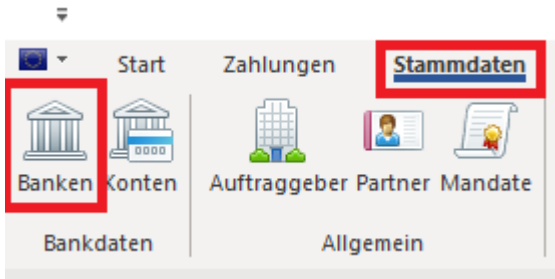 Start Zahlungen Stammdaten
Banken Konten Auftraggeber Partner Mandate
Bankdaten Allgemein